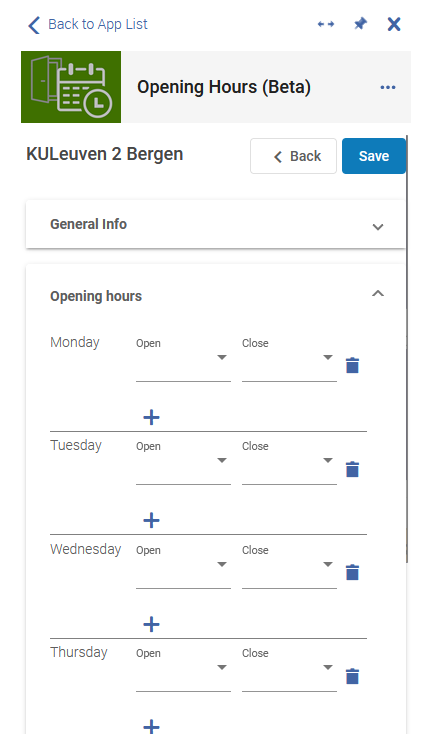 Back to App List
Opening Hours (Beta)
KULeuven 2 Bergen
Back
Save
General Info
Opening hours
Monday
Open
Close
Tuesday
Open
Close
Wednesday
Open
Close
Thursday
Open
Close